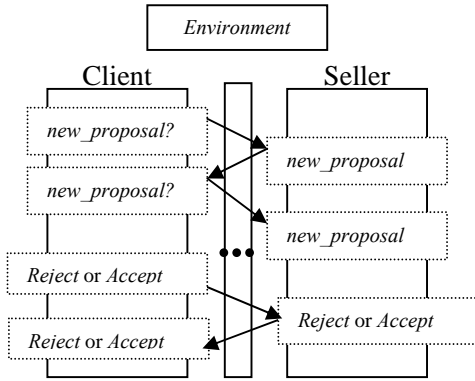 Environment
Client
Seller
new_proposal?
new_proposal
new_proposal?
new_proposal
Reject or Accept
Reject or Accept
Reject or Accept